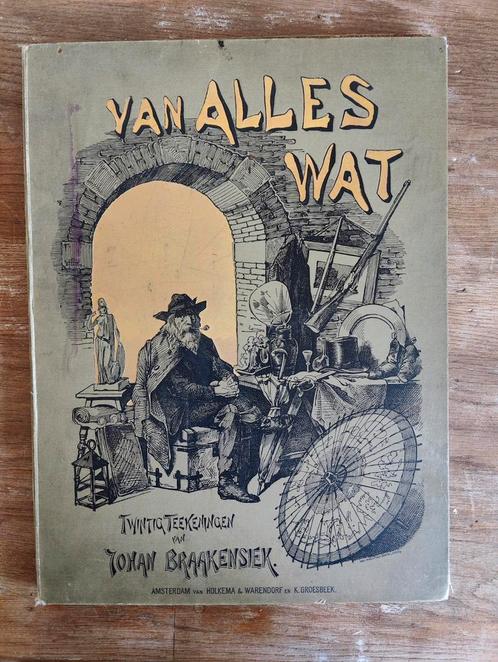 VAN ALLES
WAT
TWINTIG TEEKENINGEN
VAN
JOHAN BRAAKENSIEK.
AMSTERDAM VAN HOLKEMA & WARENDORF EN K. GROESBEEK.